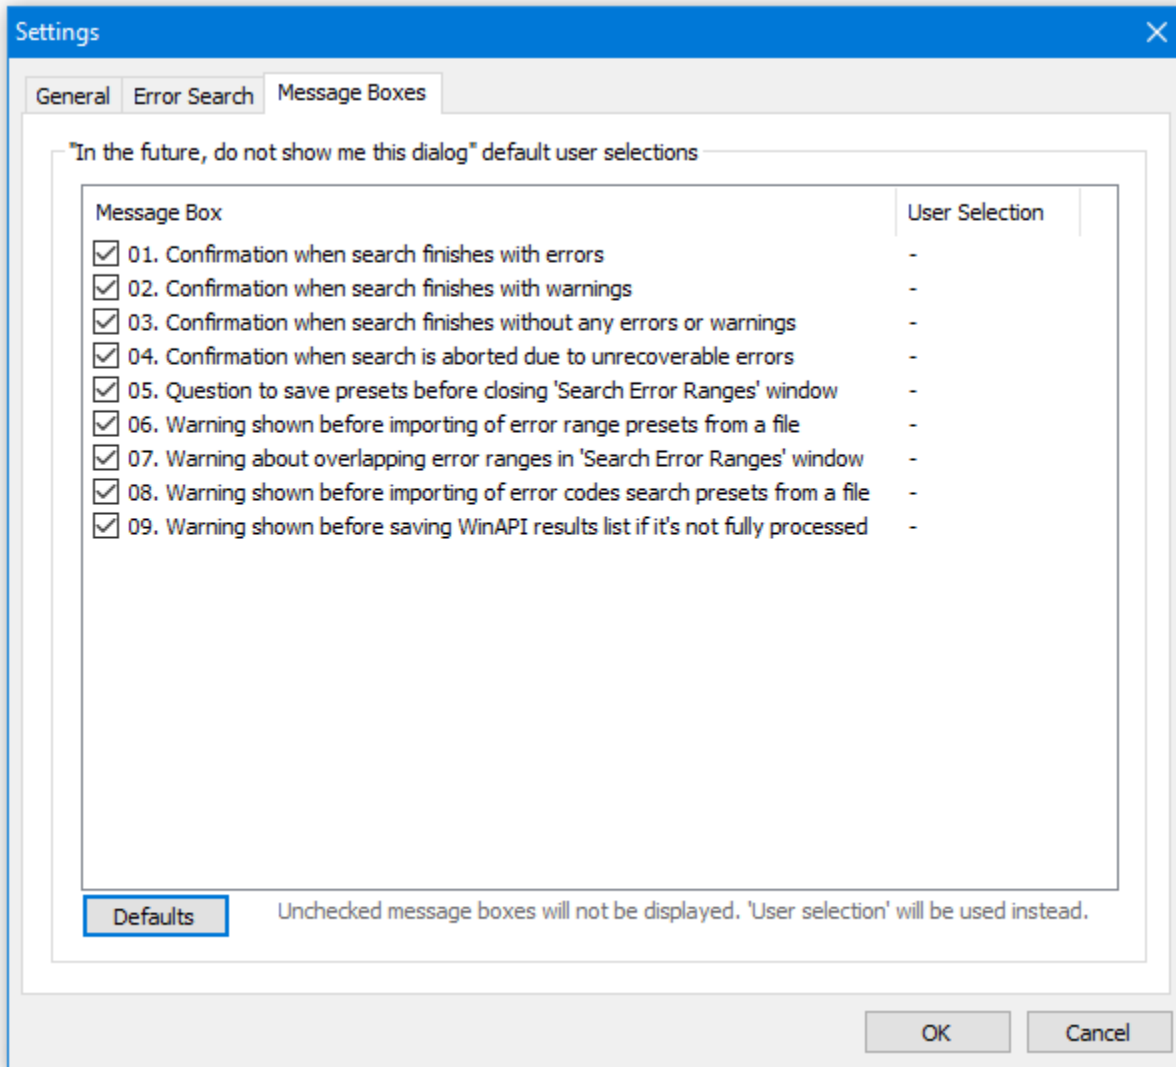 Settings
General Error Search Message Boxes
"In the future, do not show me this dialog" default user selections
Message Box User Selection
01. Confirmation when search finishes with errors -
02. Confirmation when search finishes with warnings -
03. Confirmation when search finishes without any errors or warnings -
04. Confirmation when search is aborted due to unrecoverable errors -
05. Question to save presets before closing 'Search Error Ranges' window -
06. Warning shown before importing of error range presets from a file -
07. Warning about overlapping error ranges in 'Search Error Ranges' window -
08. Warning shown before importing of error codes search presets from a file -
09. Warning shown before saving WinAPI results list if it's not fully processed -
Defaults Unchecked message boxes will not be displayed. 'User selection' will be used instead.
OK Cancel